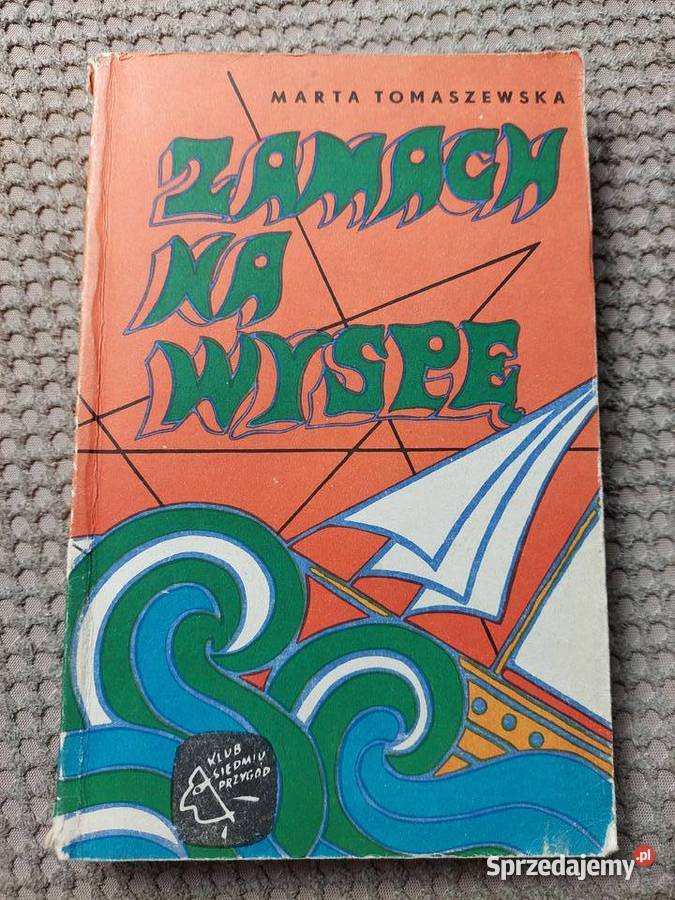 MARTA TOMASZEWSKA
ZAMACH
NA
WYSPĘ
KLUB
SIEDMIU
PRZYGÓD
Sprzedajemy.pl